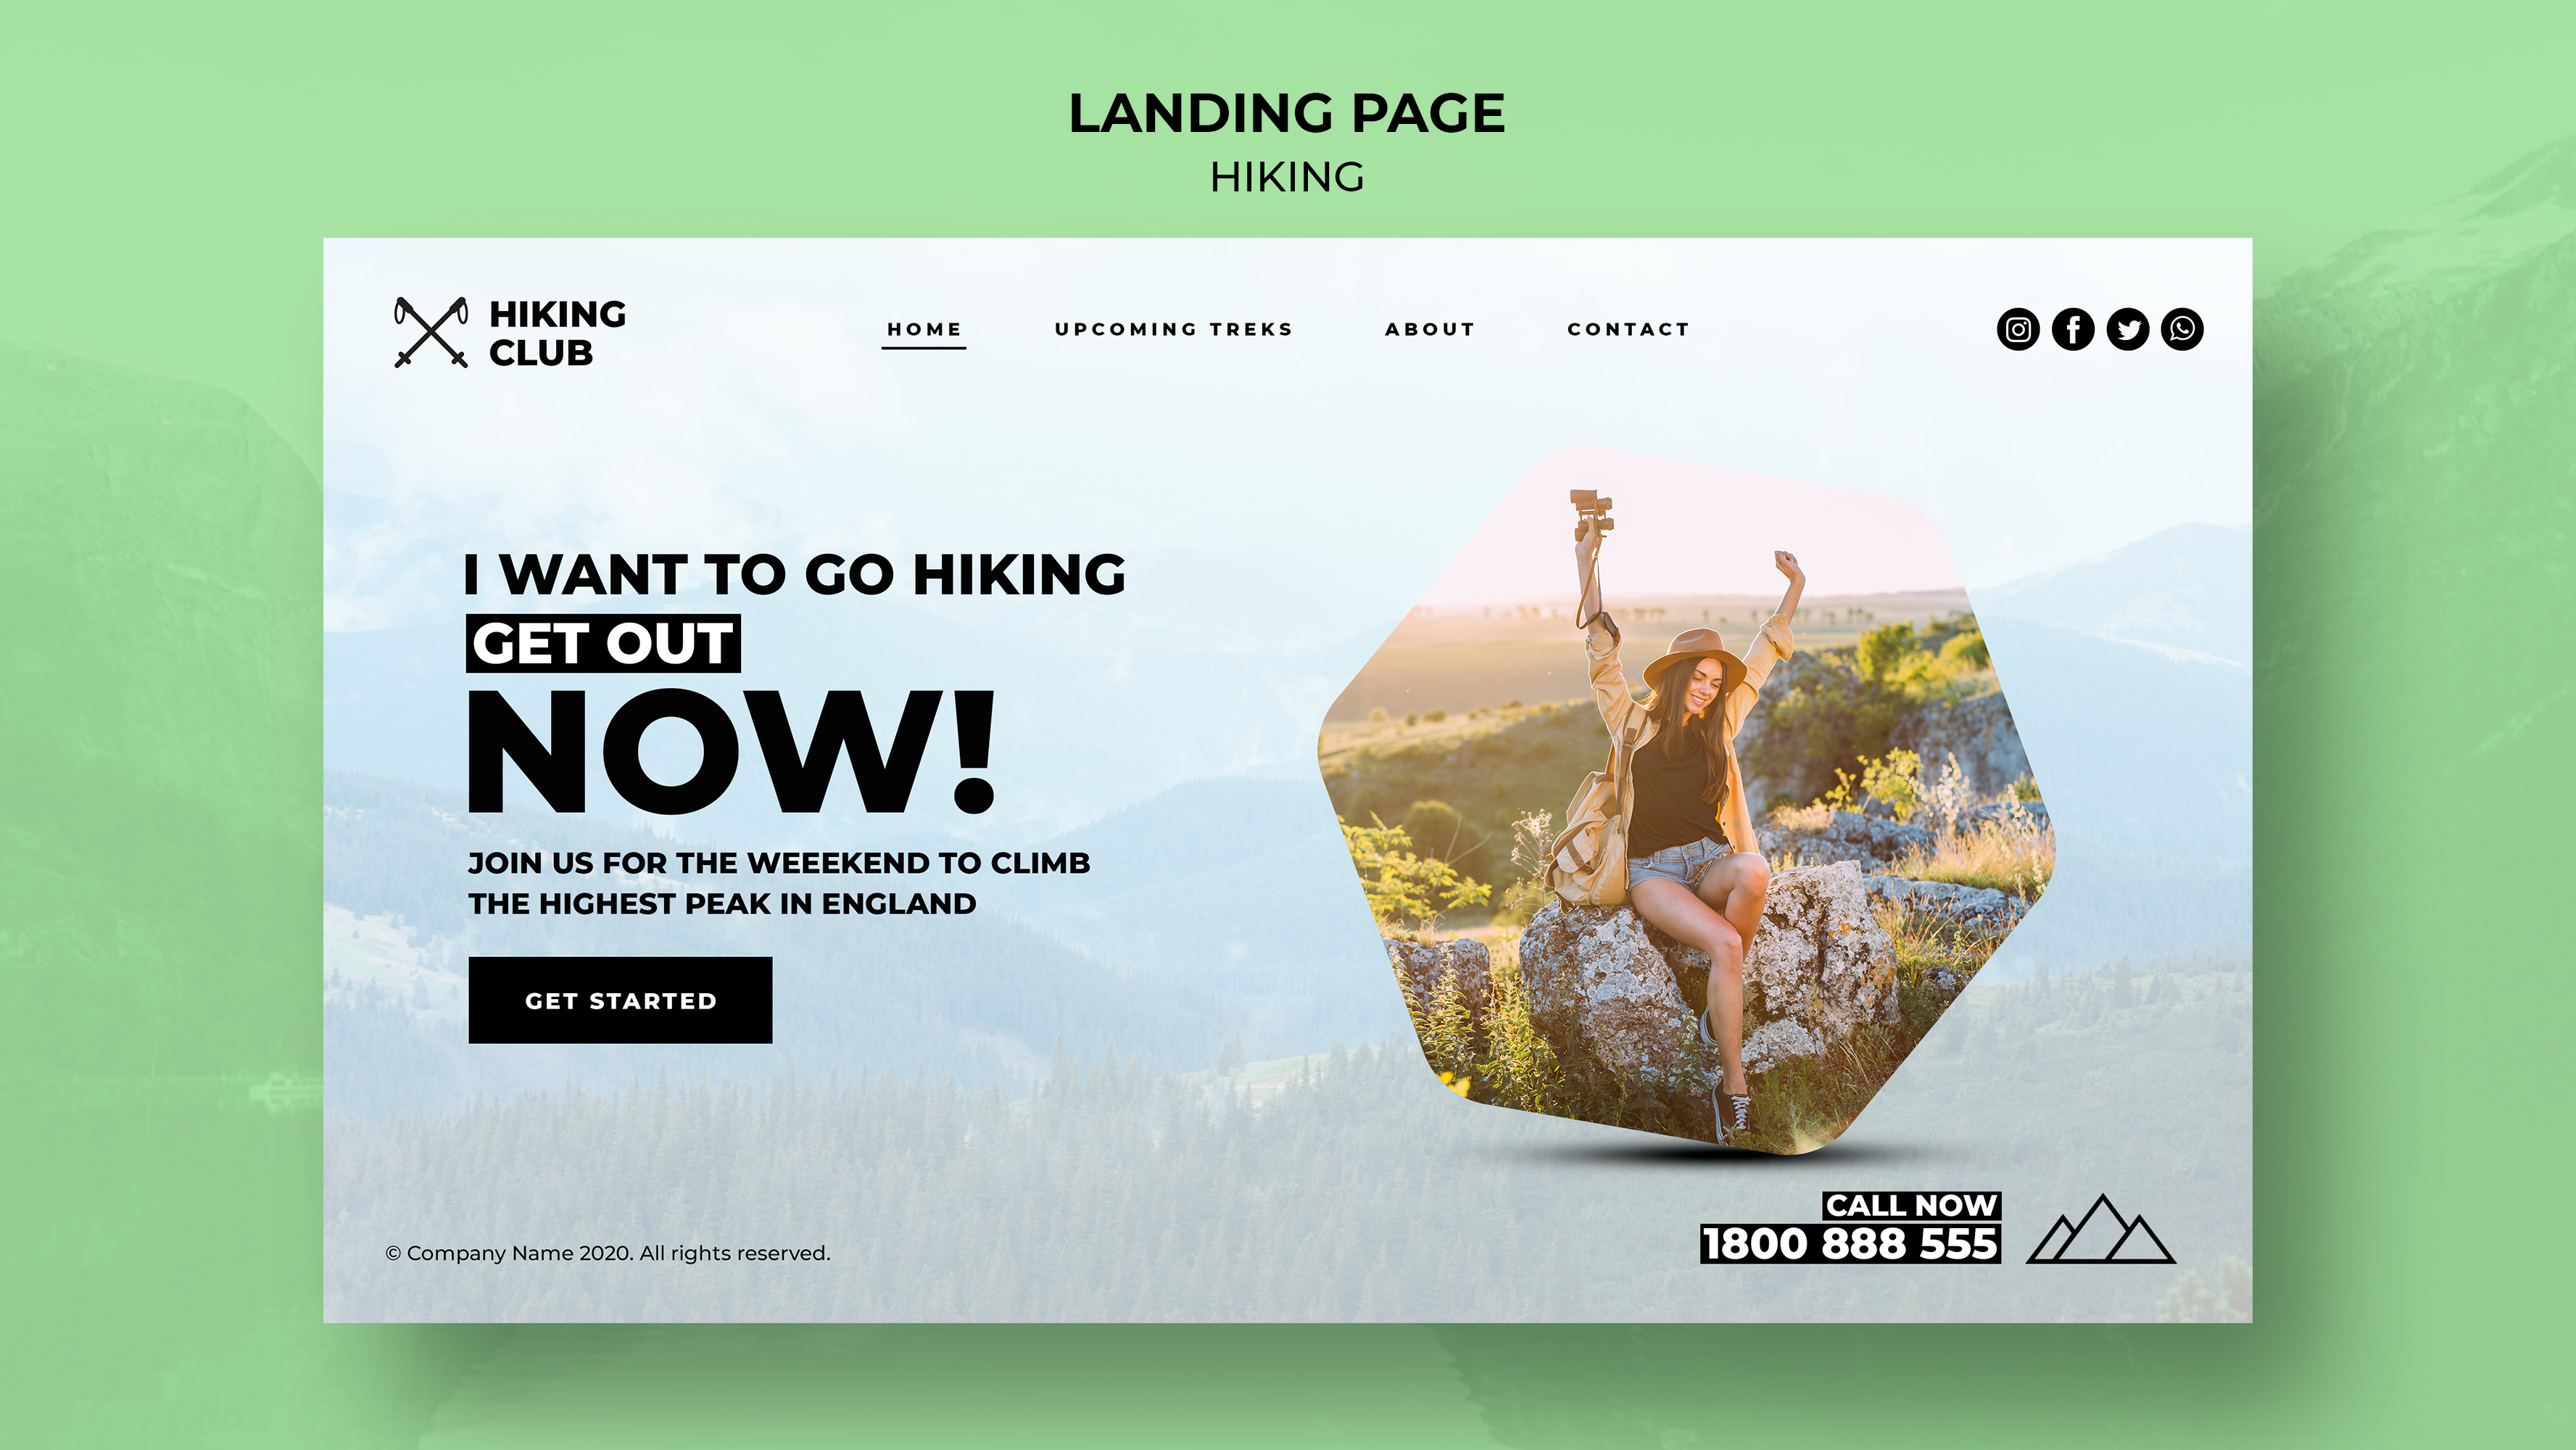 LANDING PAGE
HIKING
HIKING
CLUB
HOME
UPCOMING TREKS
ABOUT
CONTACT
I WANT TO GO HIKING
GET OUT
NOW!
JOIN US FOR THE WEEEKEND TO CLIMB
THE HIGHEST PEAK IN ENGLAND
GET STARTED
CALL NOW
1800 888 555
© Company Name 2020. All rights reserved.